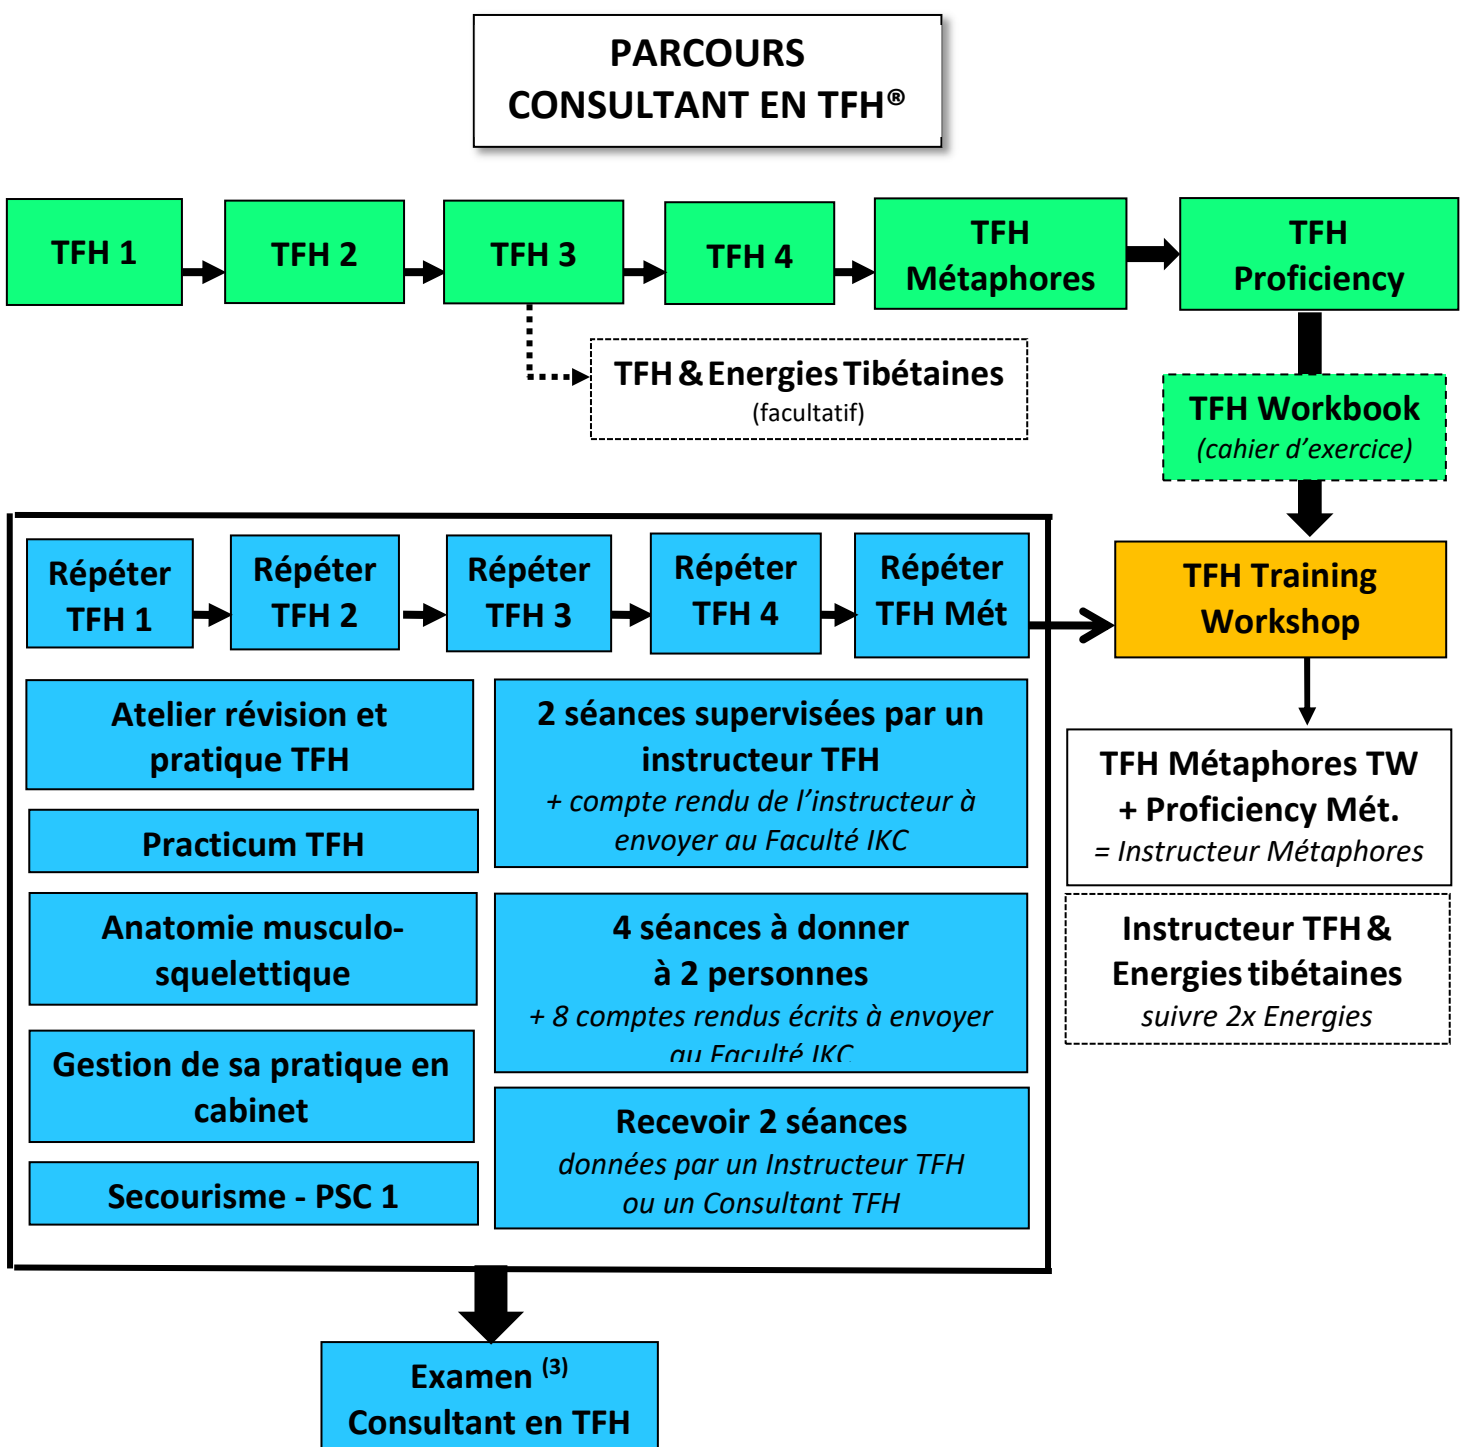 PARCOURS
CONSULTANT EN TFH®
TFH 1
TFH 2
TFH 3
TFH 4
TFH
Métaphores
TFH
Proficiency
TFH & Energies Tibétaines
(facultatif)
TFH Workbook
(cahier d’exercice)
Répéter
TFH 1
Répéter
TFH 2
Répéter
TFH 3
Répéter
TFH 4
Répéter
TFH Mét
TFH Training
Workshop
Atelier révision et
pratique TFH
Practicum TFH
Anatomie musculo-
squelettique
Gestion de sa pratique en
cabinet
Secourisme - PSC 1
2 séances supervisées par un
instructeur TFH
+ compte rendu de l’instructeur à
envoyer au Faculté IKC
4 séances à donner
à 2 personnes
+ 8 comptes rendus écrits à envoyer
au Faculté IKC
Recevoir 2 séances
données par un Instructeur TFH
ou un Consultant TFH
TFH Métaphores TW
+ Proficiency Mét.
= Instructeur Métaphores
Instructeur TFH &
Energies tibétaines
suivre 2x Energies
Examen (3)
Consultant en TFH